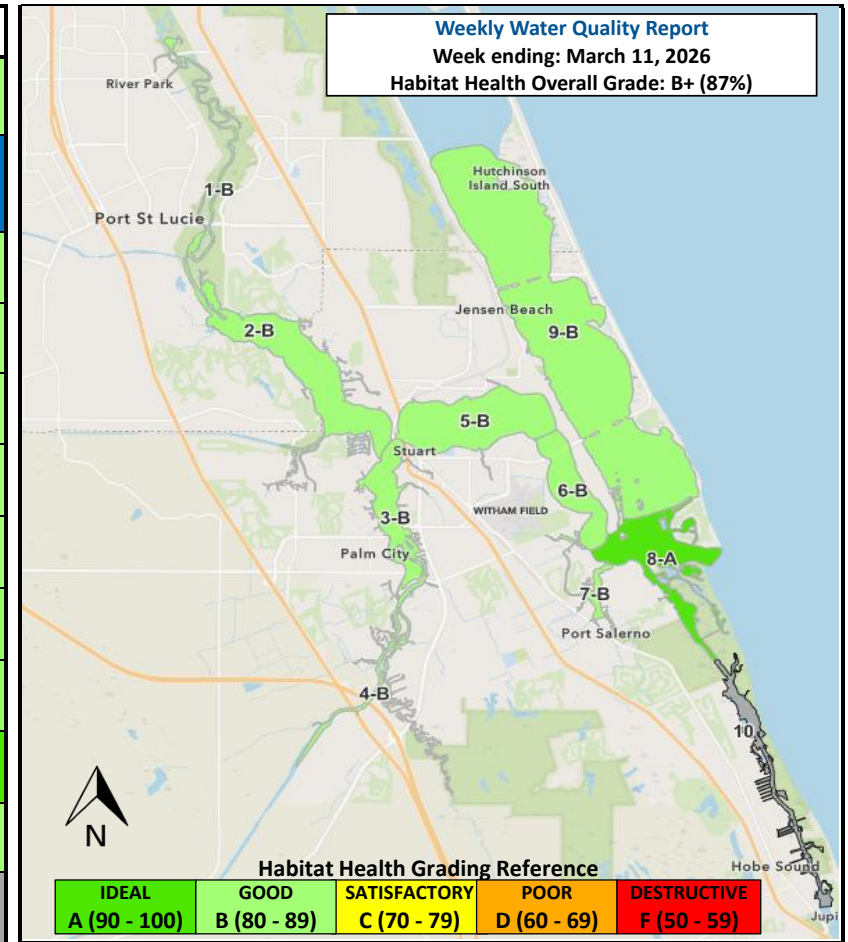 Weekly Water Quality Report
Week ending: March 11, 2026
Habitat Health Overall Grade: B+ (87%)
River Park
Hutchinson
Island South
1-B
Port St Lucie
Jensen Beach
2-B
9-B
5-B
Stuart
6-B
WITHAM FIELD
3-B
Palm City
8-A
7-B
Port Salerno
4-B
10
N
Hobe Sound
Jupi
Habitat Health Grading Reference
IDEAL GOOD SATISFACTORY POOR DESTRUCTIVE
A (90 - 100) B (80 - 89) C (70 - 79) D (60 - 69) F (50 - 59)